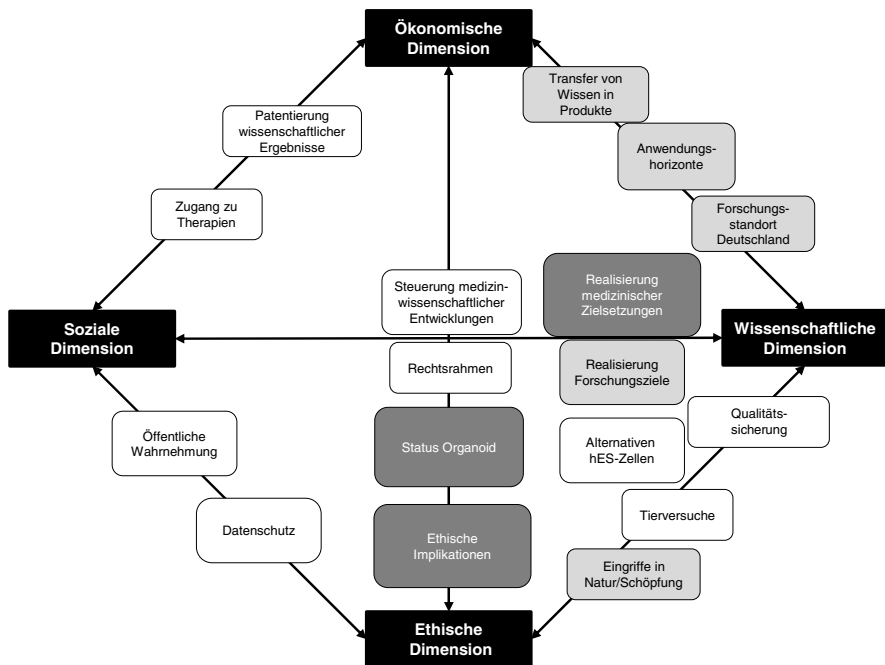 Ökonomische
Dimension
Transfer von
Wissen in
Produkte
Patentierung
wissenschaftlicher
Ergebnisse
Anwendungs-
horizonte
Zugang zu
Therapien
Forschungs-
standort
Deutschland
Steuerung medizin-
wissenschaftlicher
Entwicklungen
Realisierung
medizinischer
Zielsetzungen
Soziale
Dimension
Wissenschaftliche
Dimension
Rechtsrahmen
Realisierung
Forschungsziele
Öffentliche
Wahrnehmung
Status Organoid
Alternativen
hES-Zellen
Qualitäts-
sicherung
Datenschutz
Ethische
Implikationen
Tierversuche
Eingriffe in
Natur/Schöpfung
Ethische
Dimension